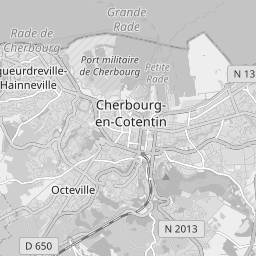 Grande
Rade
Rade de
Cherbourg
Port militaire
de Cherbourg
Petite
Rade
queurdreville-
Hainneville
N 13
Cherbourg-
en-Cotentin
Octeville
N 2013
D 650